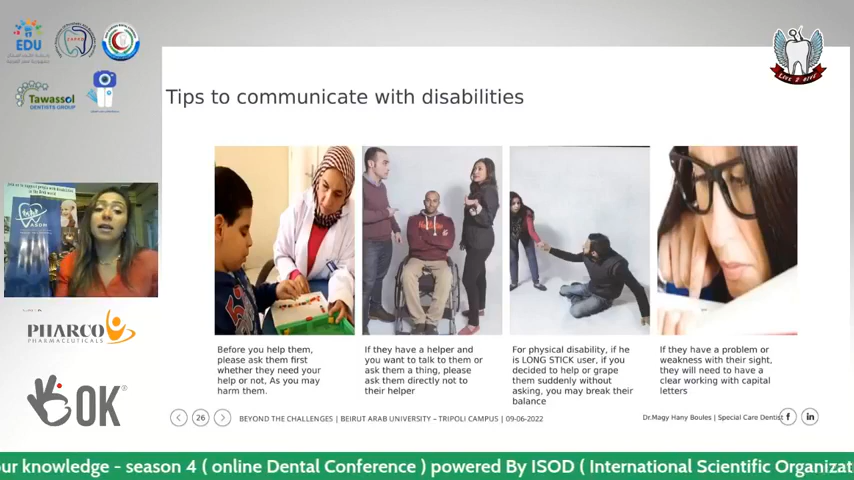 EDU
Tawassol
DENTISTS GROUP
LIVE 2 GIVE
Tips to communicate with disabilities
Before you help them,
please ask them first
whether they need your
help or not, As you may
harm them.
If they have a helper and
you want to talk to them or
ask them a thing, please
ask them directly not to
their helper
For physical disability, if he
is LONG STICK user, if you
decided to help or grape
them suddenly without
asking, you may break their
balance
If they have a problem or
weakness with their sight,
they will need to have a
clear working with capital
letters
PHARCO
PHARMACEUTICALS
OK®
26
BEYOND THE CHALLENGES | BEIRUT ARAB UNIVERSITY – TRIPOLI CAMPUS | 09-06-2022
Dr.Magy Hany Boules | Special Care Dentist
f
in
ur knowledge - season 4 ( online Dental Conference ) powered By ISOD ( International Scientific Organizat